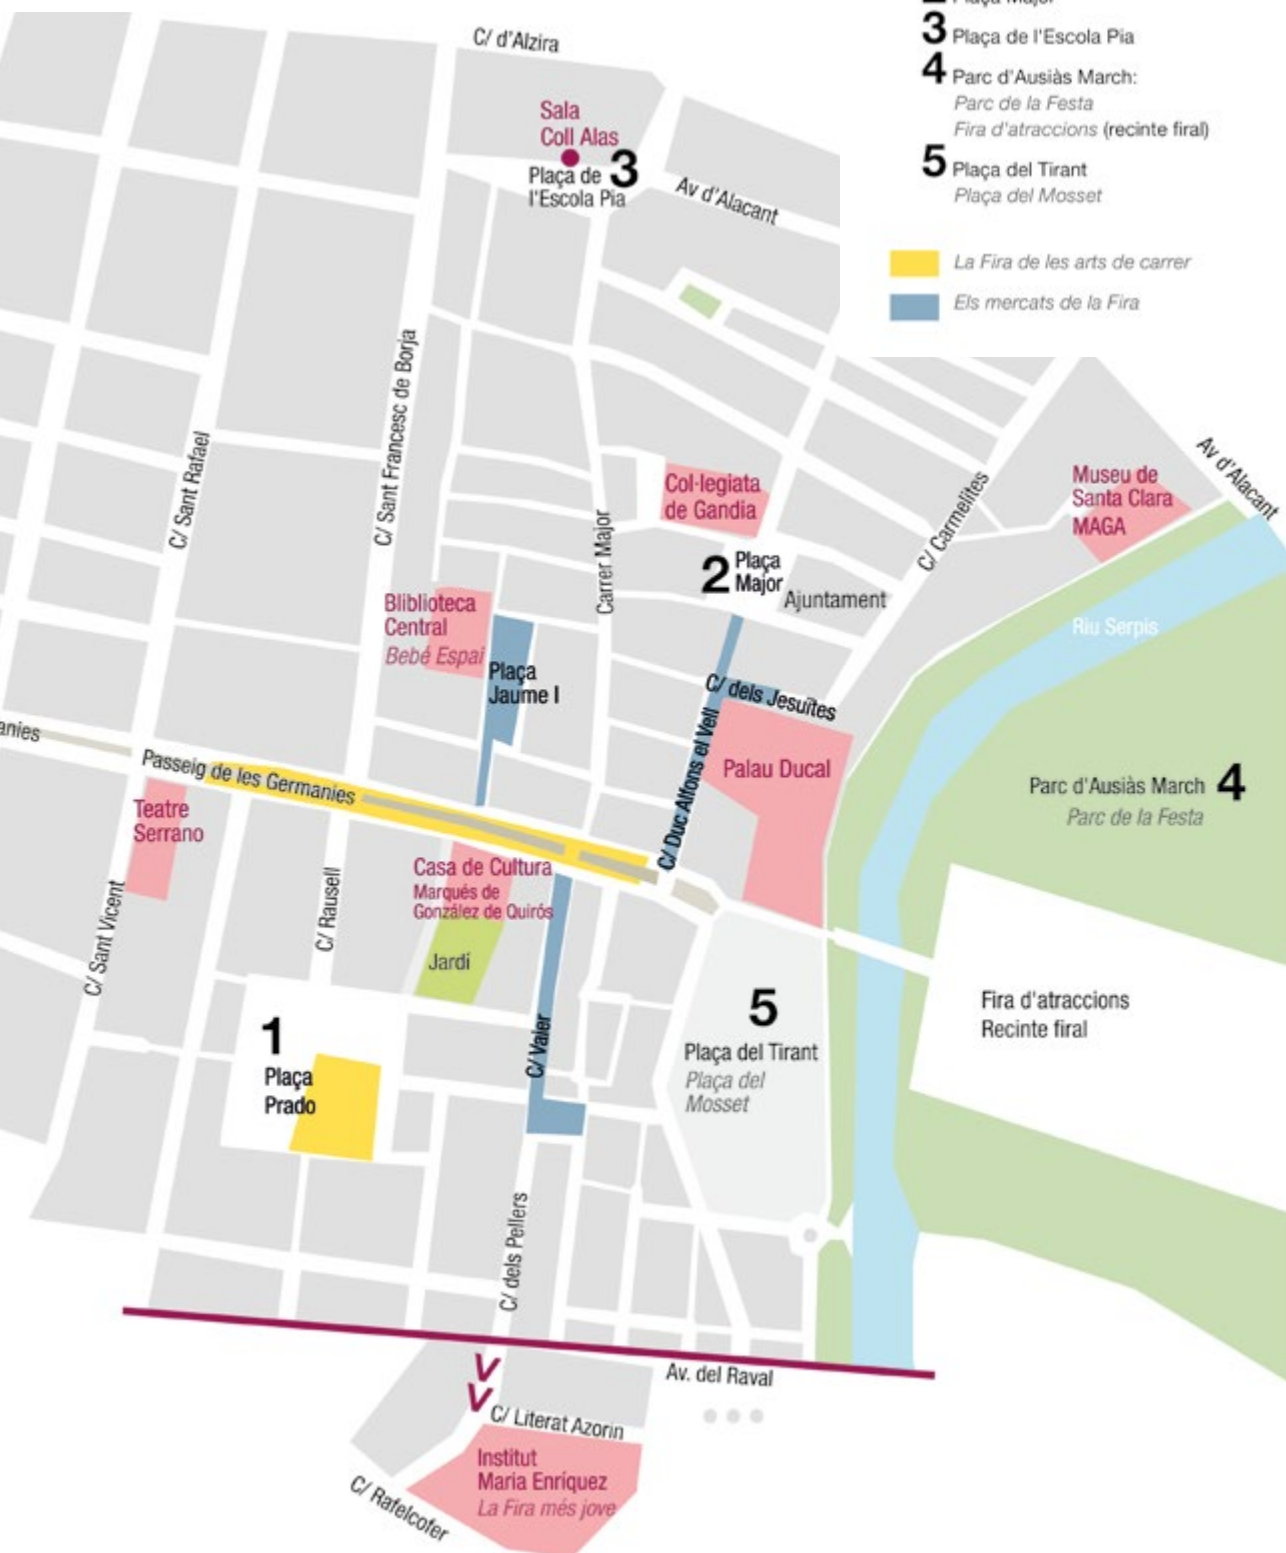 2 Plaça Major
3 Plaça de l'Escola Pia
4 Parc d'Ausiàs March:
Parc de la Festa
Fira d'atraccions (recinte firal)
5 Plaça del Tirant
Plaça del Mosset
La Fira de les arts de carrer
Els mercats de la Fira
C/ d'Alzira
Sala
Coll Alas
Plaça de 3
l'Escola Pia
Av d'Alacant
C/ Sant Rafael
C/ Sant Francesc de Borja
Carrer Major
Col·legiata
de Gandia
C/ Carmelites
Museu de
Santa Clara
MAGA
Av d'Alacant
2 Plaça
Major
Ajuntament
Riu Serpis
Bliblioteca
Central
Bebé Espai
Plaça
Jaume I
C/ dels Jesuïtes
C/ Duc Alfons el Vell
Palau Ducal
anies
Passeig de les Germanies
Teatre
Serrano
Parc d'Ausiàs March 4
Parc de la Festa
Casa de Cultura
Marqués de
González de Quirós
Jardí
C/ Sant Vicent
C/ Rausell
C/ Valer
1
Plaça
Prado
5
Plaça del Tirant
Plaça del
Mosset
Fira d'atraccions
Recinte firal
C/ dels Pellers
Av. del Raval
C/ Literat Azorin
Institut
Maria Enríquez
La Fira més jove
C/ Rafelcofer